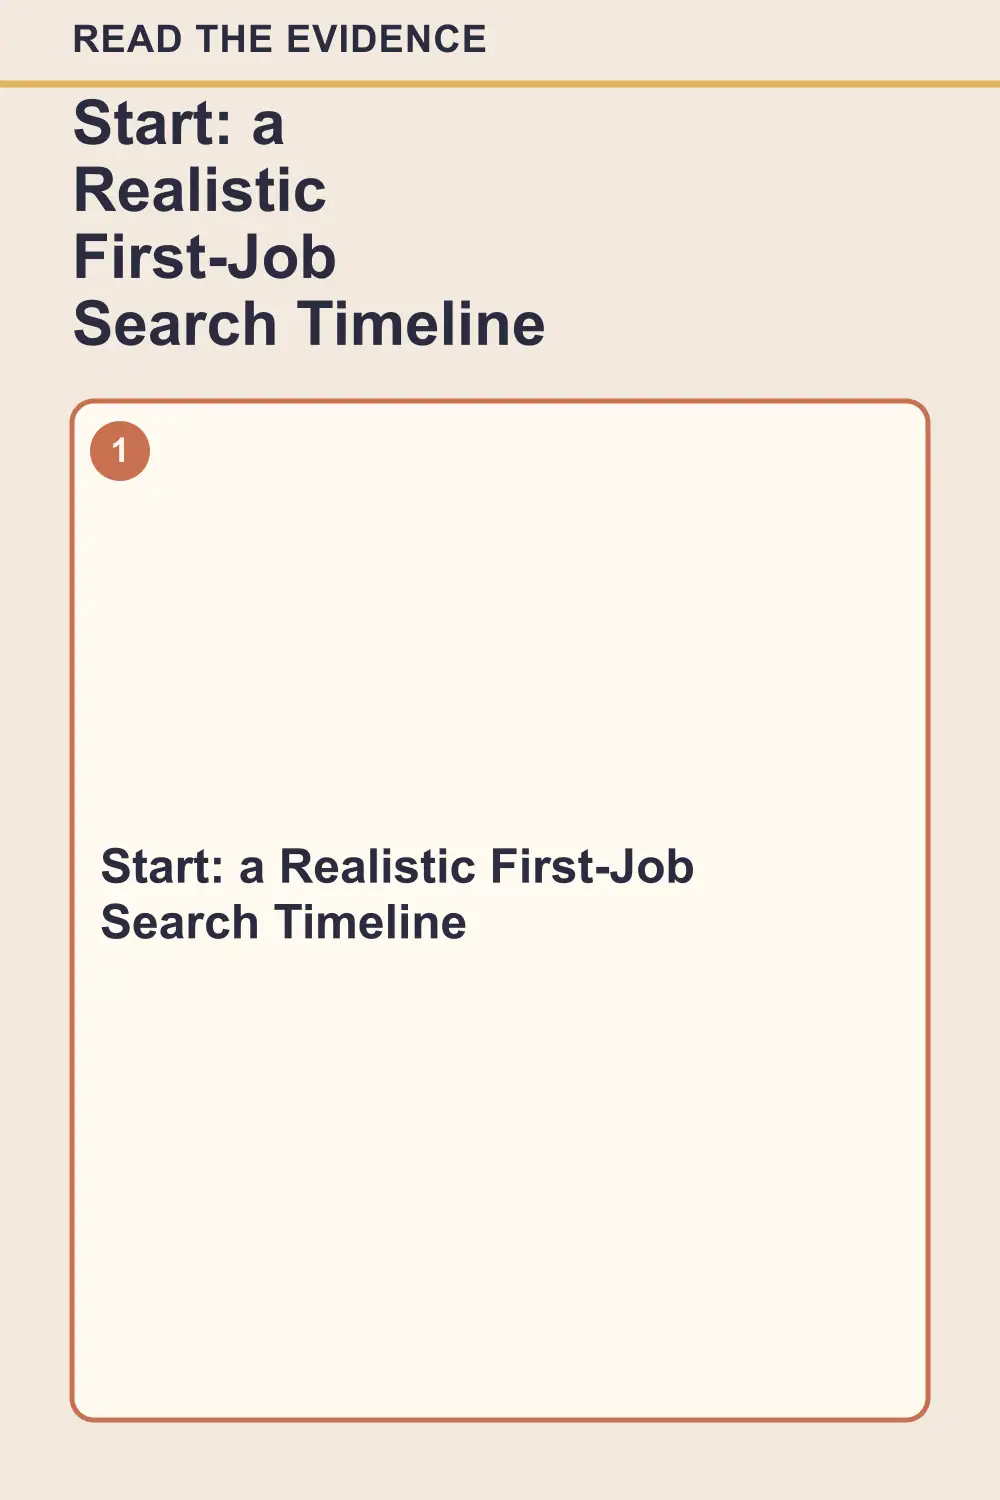 READ THE EVIDENCE
Start: a
Realistic
First-Job
Search Timeline
1
Start: a Realistic First-Job
Search Timeline